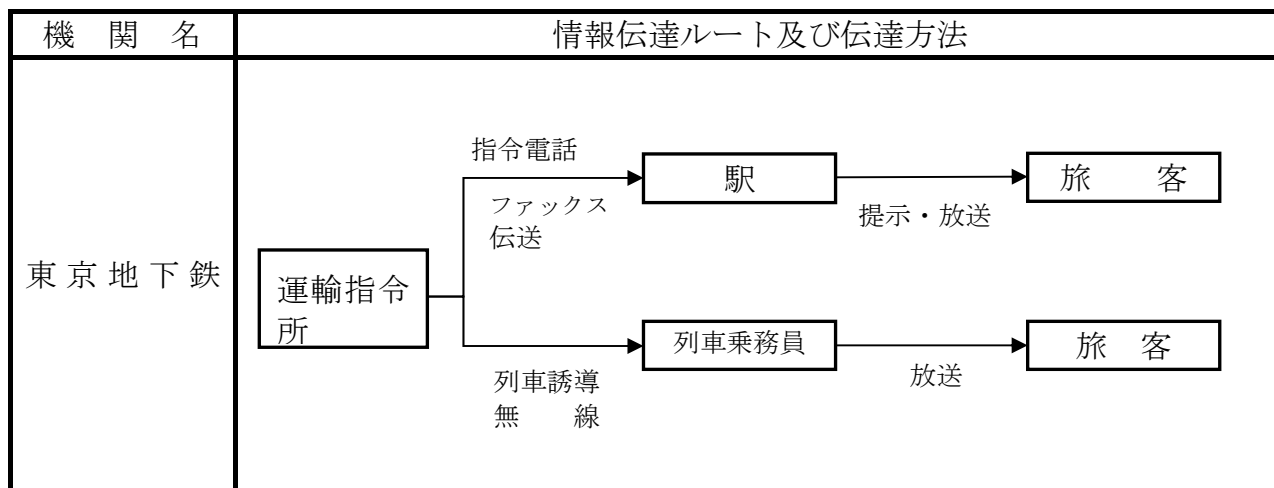 機　関　名
情報伝達ルート及び伝達方法
東京地下鉄
運輸指令
所
指令電話
ファックス
伝送
駅
提示・放送
旅　客
列車誘導
無　線
列車乗務員
放送
旅　客